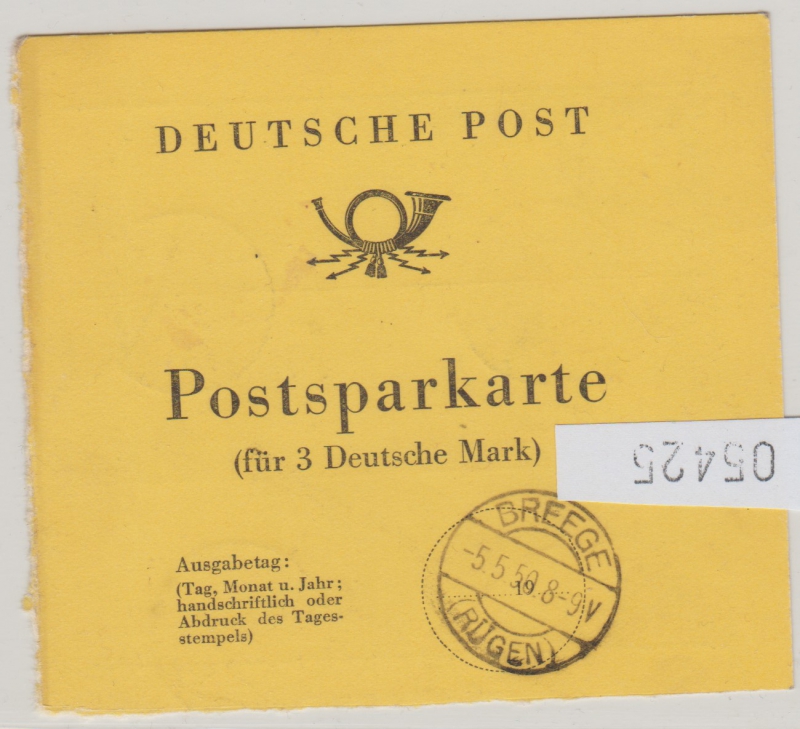 DEUTSCHE POST
Postsparkarte
(für 3 Deutsche Mark)
05425
Ausgabetag:
(Tag, Monat u. Jahr;
handschriftlich oder
Abdruck des Tages-
stempels)
BREEGE
-5.5.50.8-9V
19
(RÜGEN)